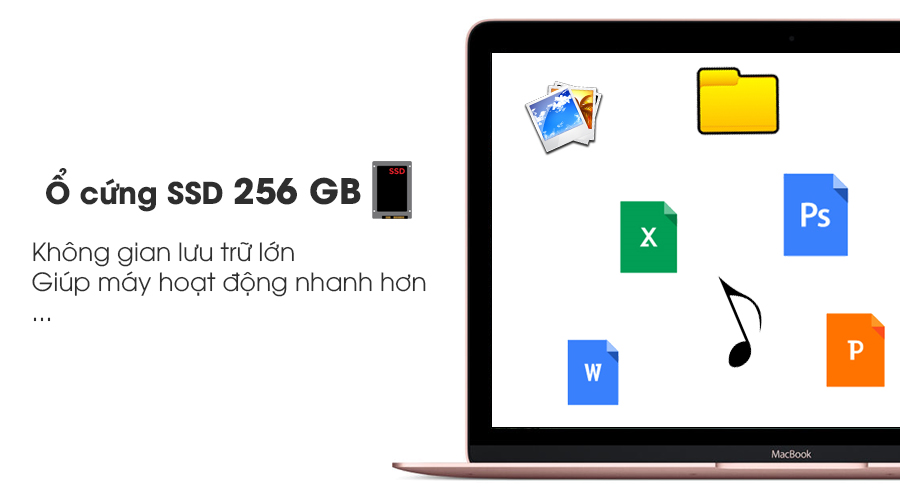 Ổ cứng SSD 256 GB
SSD
Không gian lưu trữ lớn
Giúp máy hoạt động nhanh hơn
...
X
Ps
W
P
MacBook